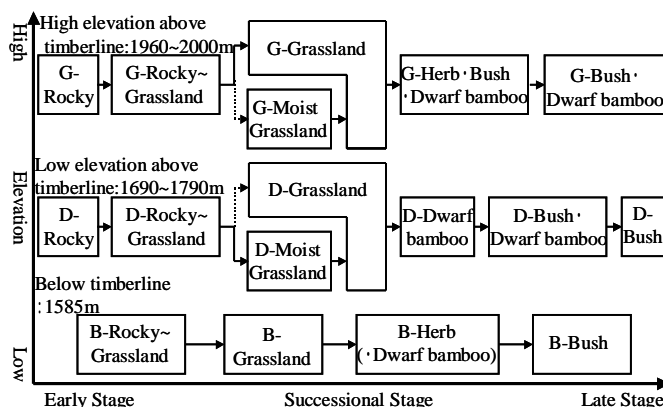 High
High elevation above
timberline:1960~2000m
G-
Rocky
G-Rocky~
Grassland
G-Grassland
G-Moist
Grassland
G-Herb・Bush
・Dwarf bamboo
G-Bush・
Dwarf bamboo
Elevation
Low elevation above
timberline:1690~1790m
D-
Rocky
D-Rocky~
Grassland
D-Grassland
D-Moist
Grassland
D-Dwarf
bamboo
D-Bush・
Dwarf bamboo
D-
Bush
Below timberline
:1585m
B-Rocky~
Grassland
B-
Grassland
B-Herb
(・Dwarf bamboo)
B-Bush
Low
Early Stage
Successional Stage
Late Stage